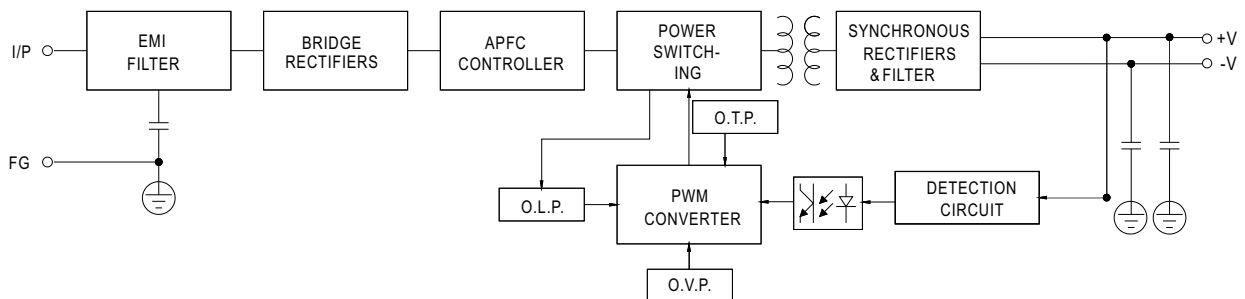 I/P
EMI
FILTER
BRIDGE
RECTIFIERS
APFC
CONTROLLER
POWER
SWITCH-
ING
SYNCHRONOUS
RECTIFIERS
&FILTER
+V
-V
O.T.P.
FG
O.L.P.
PWM
CONVERTER
DETECTION
CIRCUIT
O.V.P.